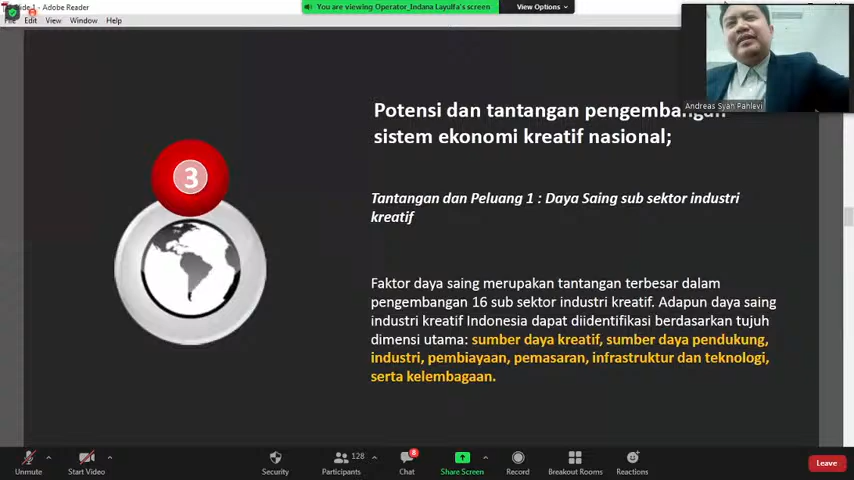 Slide 1 - Adobe Reader
File Edit View Window Help
You are viewing Operator_Indana Layulfa's screen
View Options
Andreas Syah Pahlevi
Potensi dan tantangan pengembangan
sistem ekonomi kreatif nasional;
3
Tantangan dan Peluang 1 : Daya Saing sub sektor industri
kreatif
Faktor daya saing merupakan tantangan terbesar dalam
pengembangan 16 sub sektor industri kreatif. Adapun daya saing
industri kreatif Indonesia dapat diidentifikasi berdasarkan tujuh
dimensi utama: sumber daya kreatif, sumber daya pendukung,
industri, pembiayaan, pemasaran, infrastruktur dan teknologi,
serta kelembagaan.
128
8
Unmute Start Video Security Participants Chat Share Screen Record Breakout Rooms Reactions Leave